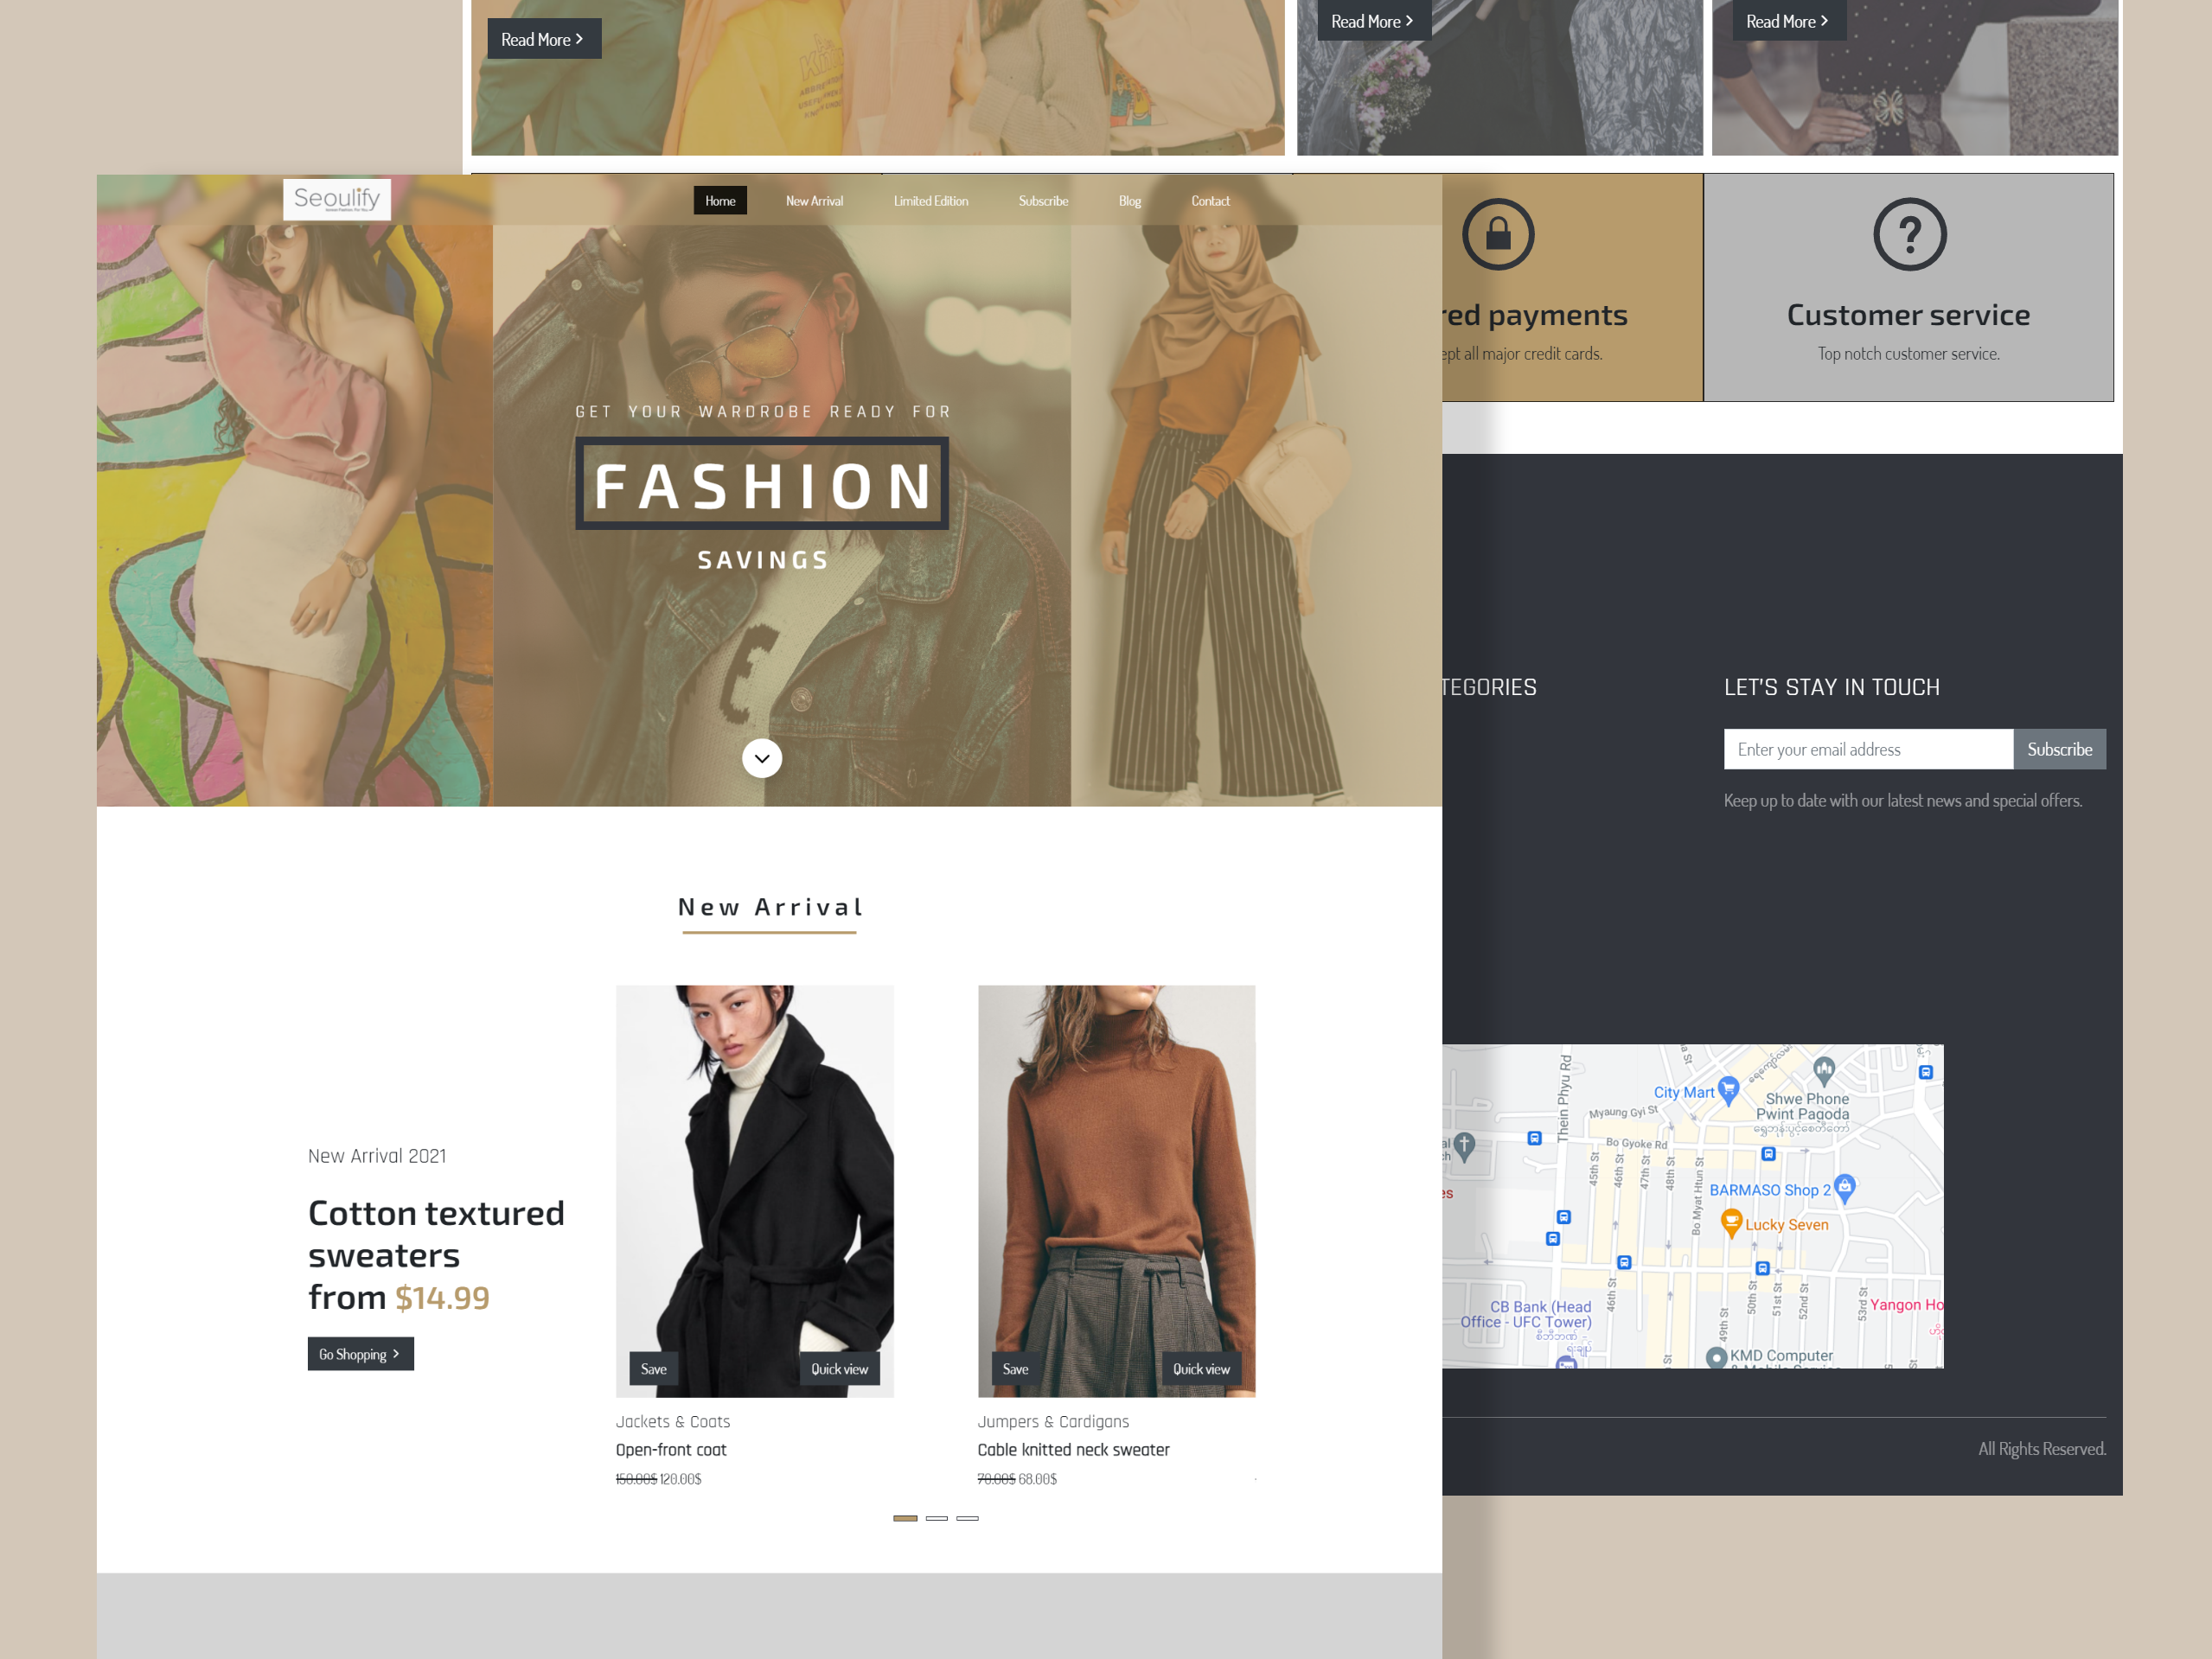 Read More >
Read More >
Read More >
Seoulify
Home
New Arrival
Limited Edition
Subscribe
Blog
Contact
GET YOUR WARDROBE READY FOR
FASHION
SAVINGS
red payments
ept all major credit cards.
?
Customer service
Top notch customer service.
TEGORIES
LET'S STAY IN TOUCH
Enter your email address
Subscribe
Keep up to date with our latest news and special offers.
New Arrival
New Arrival 2021
Cotton textured
sweaters
from $14.99
Go Shopping >
Save
Quick view
Jackets & Coats
Open-front coat
150.00$ 120.00$
Save
Quick view
Jumpers & Cardigans
Cable knitted neck sweater
70.00$ 68.00$
Thein Phyu Rd
City Mart
Shwe Phone
Pwint Pagoda
Myaung Gyi St
Bo Gyoke Rd
45th St
46th St
47th St
48th St
Bo Myat Htun St
BARMASO Shop 2
Lucky Seven
CB Bank (Head
Office - UFC Tower)
46th St
49th St
50th St
51st St
52nd St
53rd St
Yangon Ho
KMD Computer
All Rights Reserved.